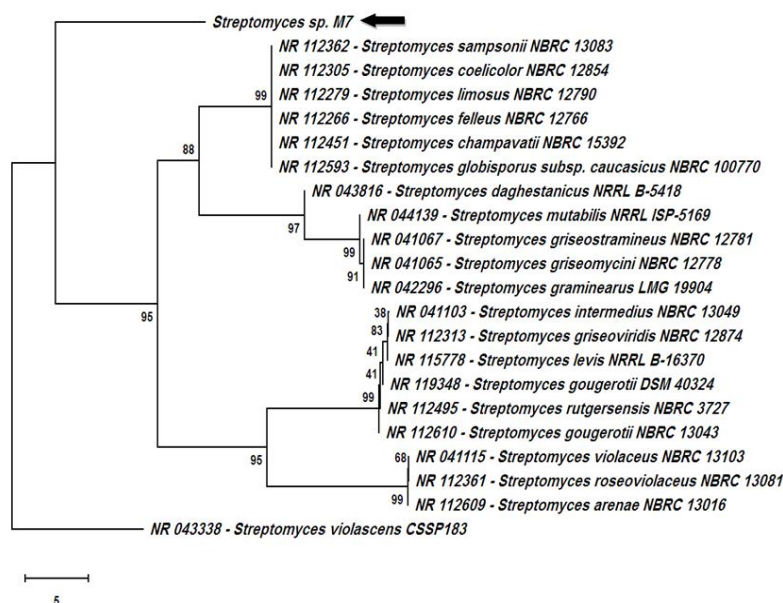 Streptomyces sp. M7
NR 112362 - Streptomyces sampsonii NBRC 13083
NR 112305 - Streptomyces coelicolor NBRC 12854
NR 112279 - Streptomyces limosus NBRC 12790
99
NR 112266 - Streptomyces felleus NBRC 12766
NR 112451 - Streptomyces champavatii NBRC 15392
88
NR 112593 - Streptomyces globisporus subsp. caucasicus NBRC 100770
NR 043816 - Streptomyces daghestanicus NRRL B-5418
NR 044139 - Streptomyces mutabilis NRRL ISP-5169
97
NR 041067 - Streptomyces griseostramineus NBRC 12781
99
NR 041065 - Streptomyces griseomycini NBRC 12778
91
NR 042296 - Streptomyces graminearus LMG 19904
95
38
NR 041103 - Streptomyces intermedius NBRC 13049
83
NR 112313 - Streptomyces griseoviridis NBRC 12874
41
NR 115778 - Streptomyces levis NRRL B-16370
41
NR 119348 - Streptomyces gougerotii DSM 40324
99
NR 112495 - Streptomyces rutgersensis NBRC 3727
NR 112610 - Streptomyces gougerotii NBRC 13043
95
68
NR 041115 - Streptomyces violaceus NBRC 13103
NR 112361 - Streptomyces roseoviolaceus NBRC 13081
99
NR 112609 - Streptomyces arenae NBRC 13016
NR 043338 - Streptomyces violascens CSSP183
5